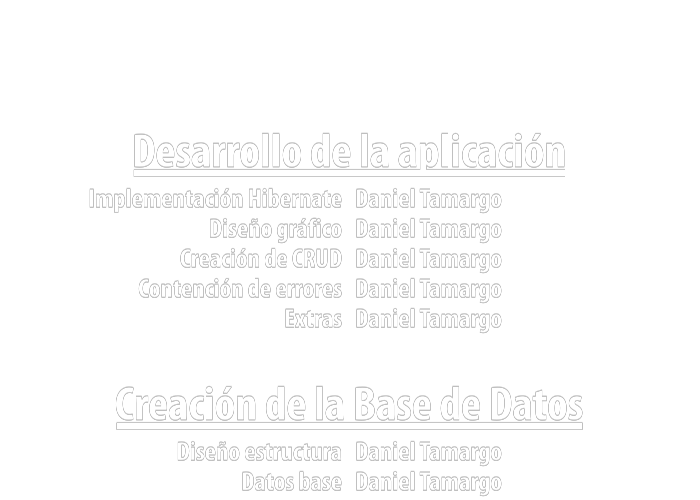 Desarrollo de la aplicación
Implementación Hibernate Daniel Tamargo
Diseño gráfico Daniel Tamargo
Creación de CRUD Daniel Tamargo
Contención de errores Daniel Tamargo
Extras Daniel Tamargo
Creación de la Base de Datos
Diseño estructura Daniel Tamargo
Datos base Daniel Tamargo